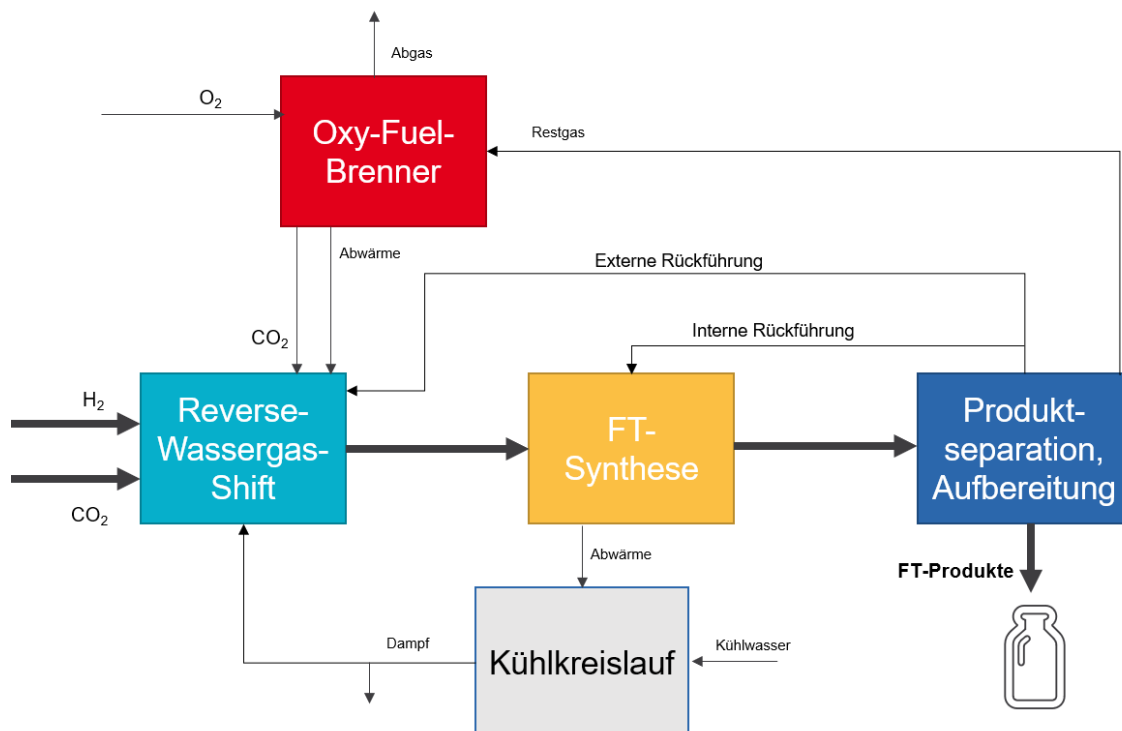 Abgas
O₂
Oxy-Fuel-
Brenner
Restgas
Abwärme
Externe Rückführung
Interne Rückführung
CO₂
H₂
CO₂
Reverse-
Wassergas-
Shift
FT-
Synthese
Produkt-
separation,
Aufbereitung
Abwärme
FT-Produkte
Dampf
Kühlkreislauf
Kühlwasser